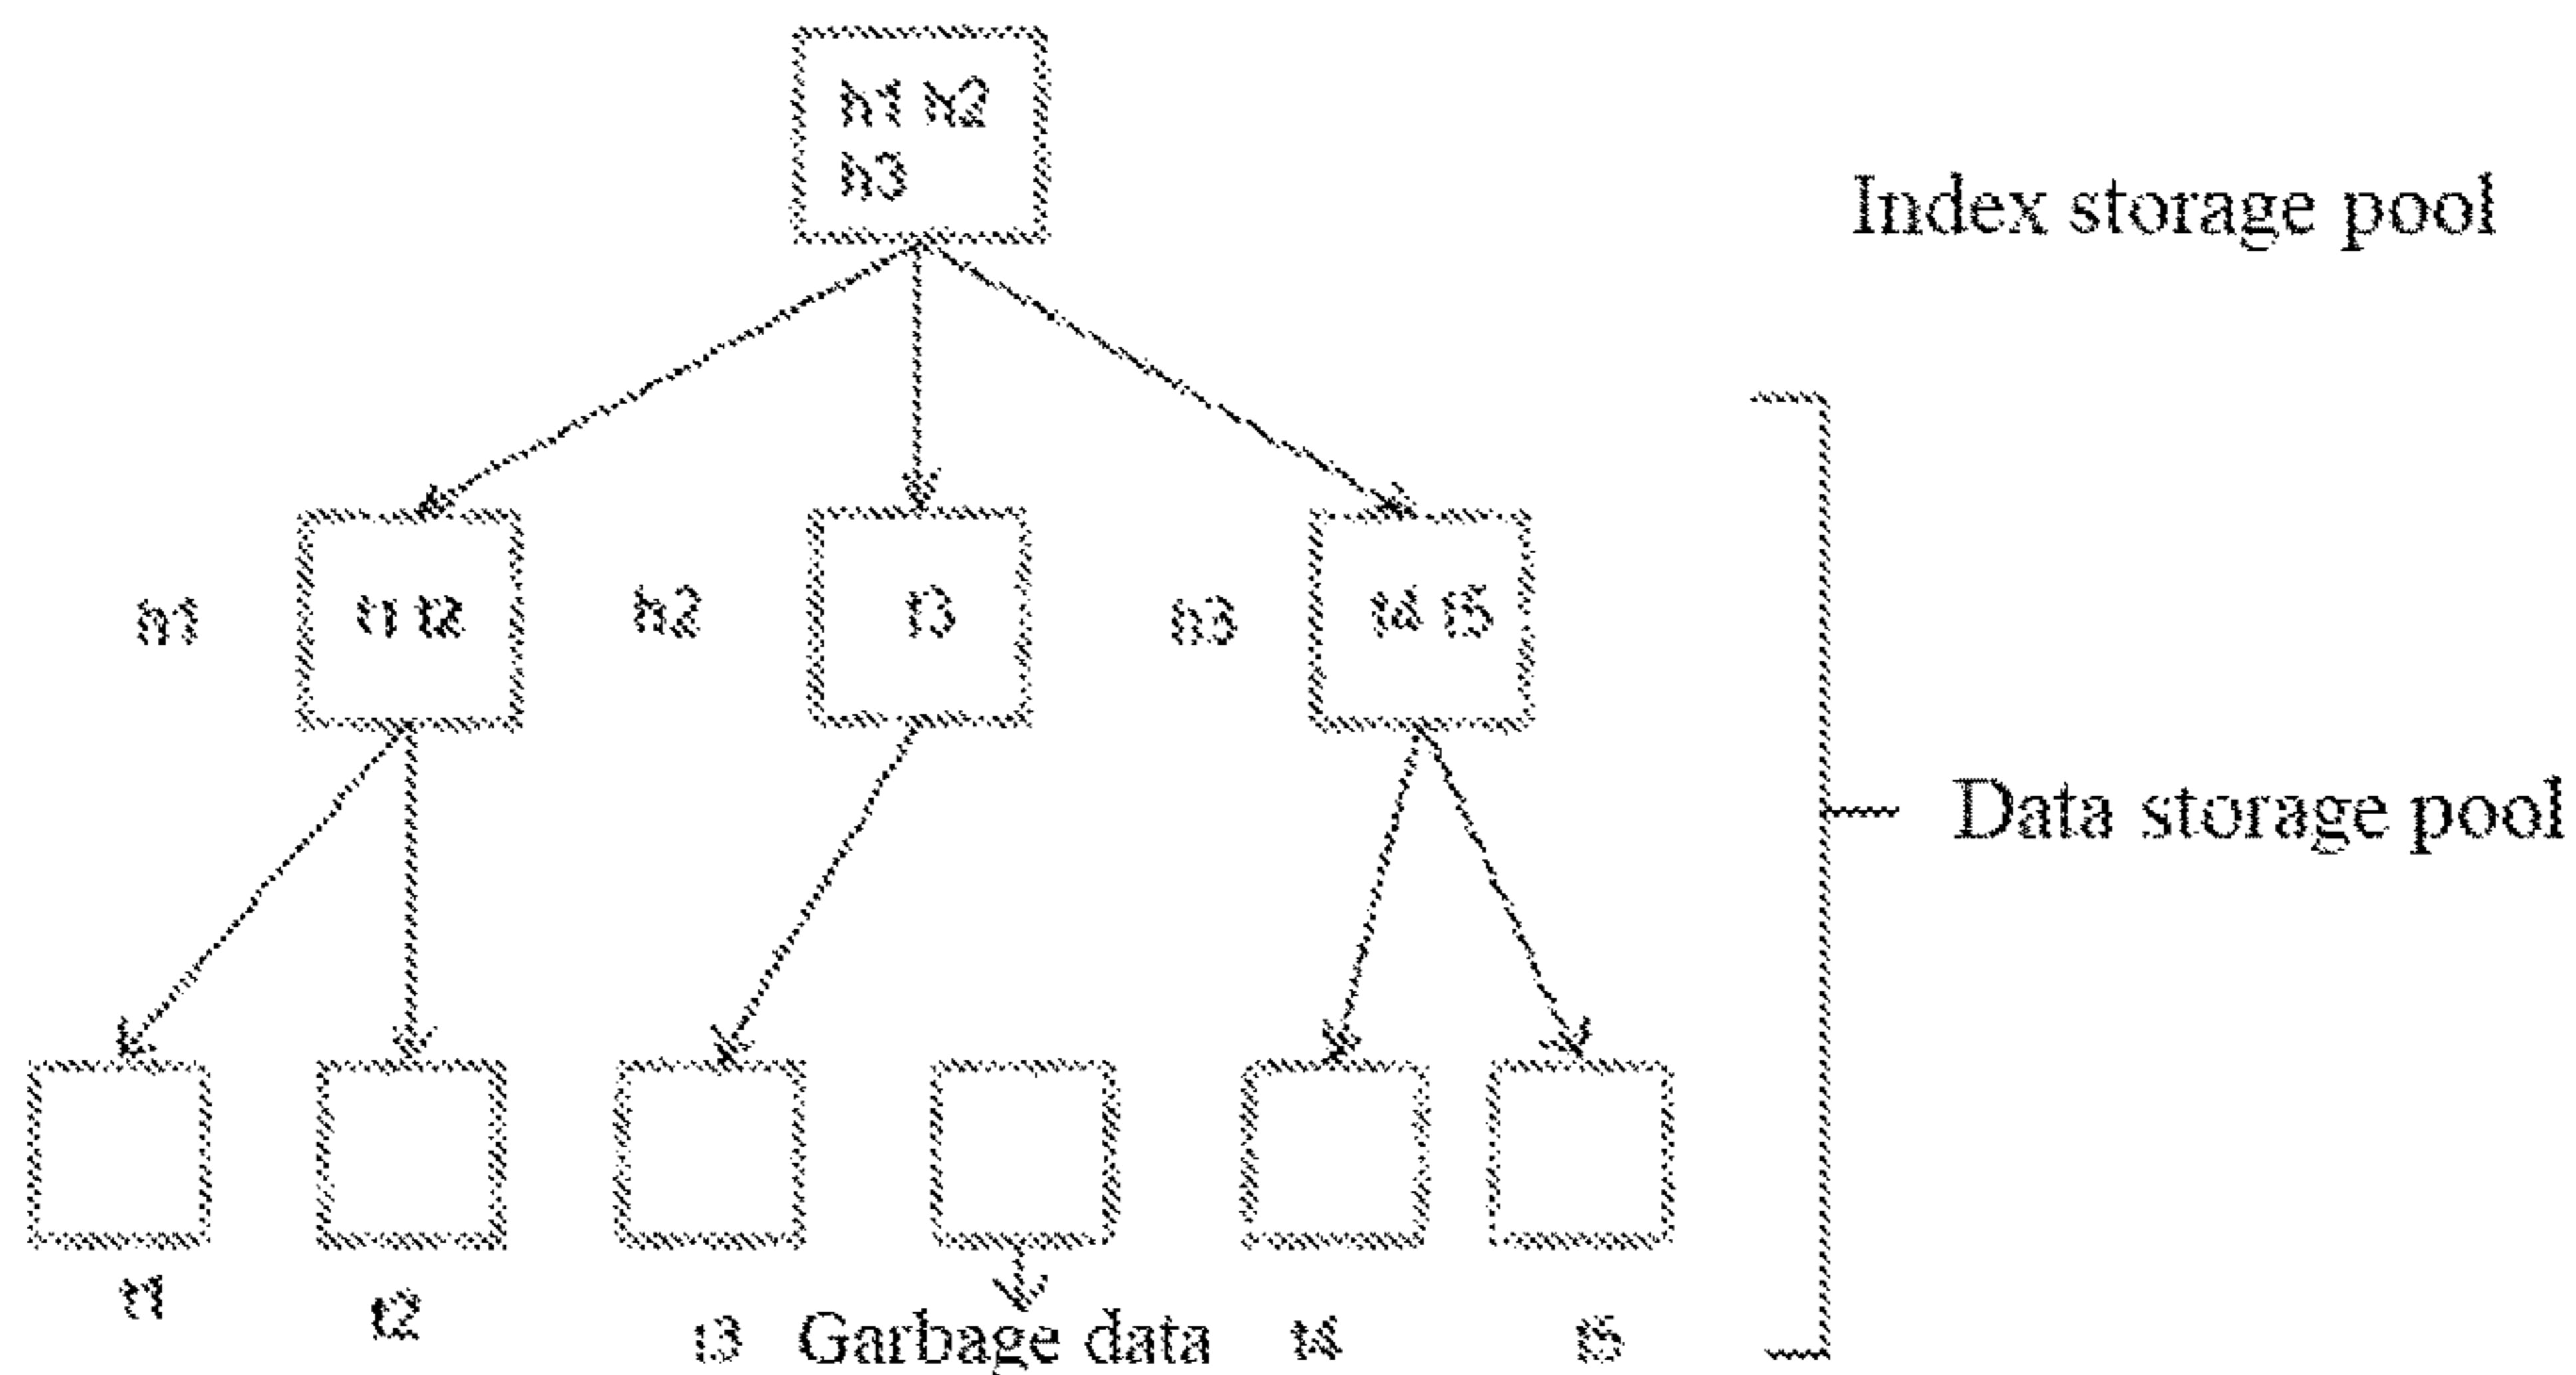 h1 h2
h3
Index storage pool
h1
t1 t2
h2
t3
h3
t4 t5
Data storage pool
t1
t2
t3
Garbage data
t4
t5